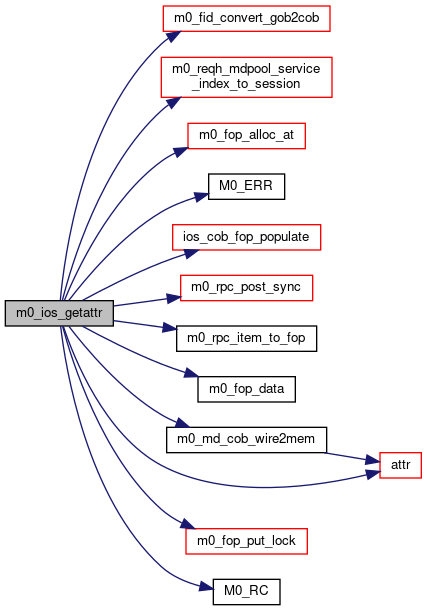 m0_fid_convert_gob2cob
m0_reqh_mdpool_service
_index_to_session
m0_fop_alloc_at
M0_ERR
ios_cob_fop_populate
m0_rpc_post_sync
m0_ios_getattr
m0_rpc_item_to_fop
m0_fop_data
m0_md_cob_wire2mem
attr
m0_fop_put_lock
M0_RC